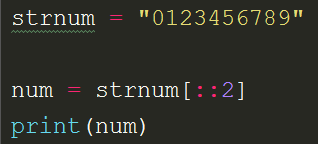 strnum = "0123456789"
num = strnum[::2]
print(num)